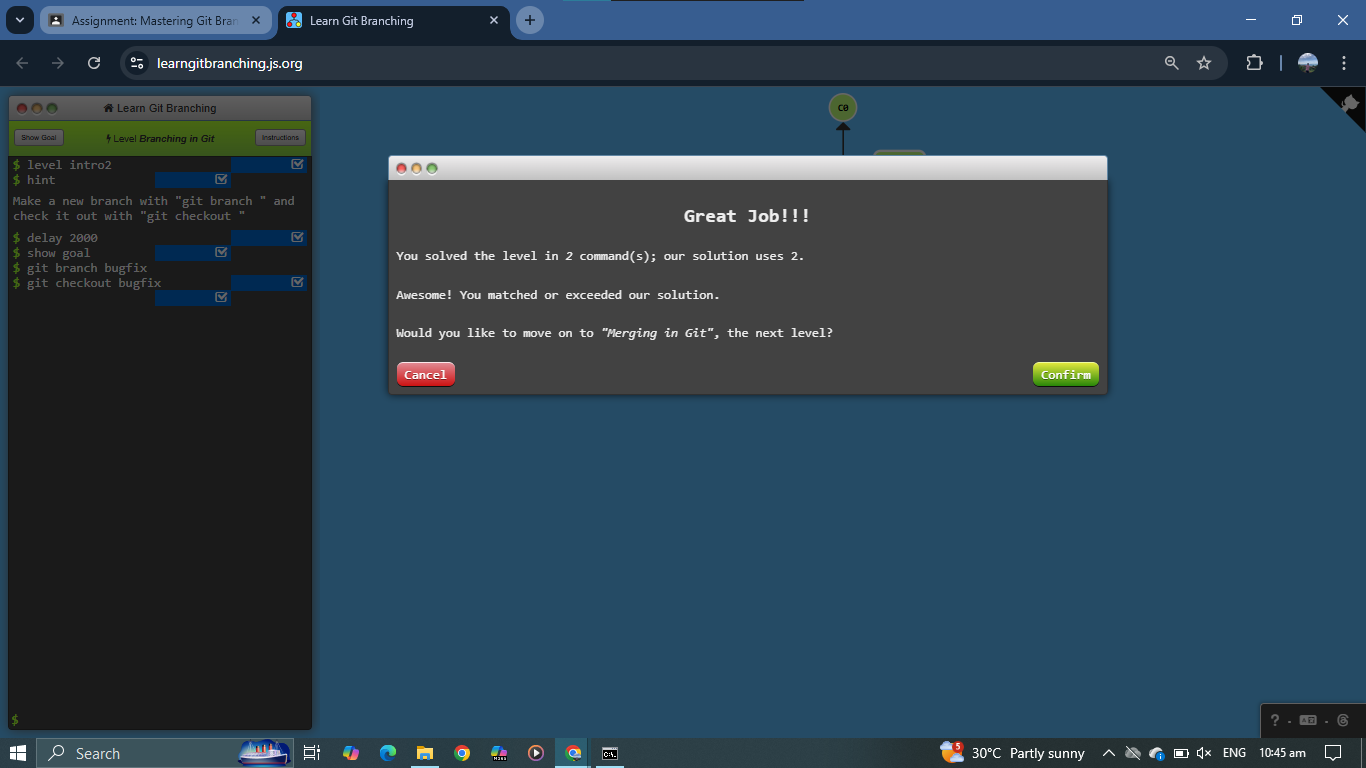 Assignment: Mastering Git Bran
Learn Git Branching
learngitbranching.js.org
Learn Git Branching
Show Goal
Level Branching in Git
Instructions
$ level intro2
$ hint
Make a new branch with "git branch " and
check it out with "git checkout "
$ delay 2000
$ show goal
$ git branch bugfix
$ git checkout bugfix
$
C0
Great Job!!!
You solved the level in 2 command(s); our solution uses 2.
Awesome! You matched or exceeded our solution.
Would you like to move on to "Merging in Git", the next level?
Cancel
Confirm
Search
5
30°C Partly sunny
ENG
10:45 am